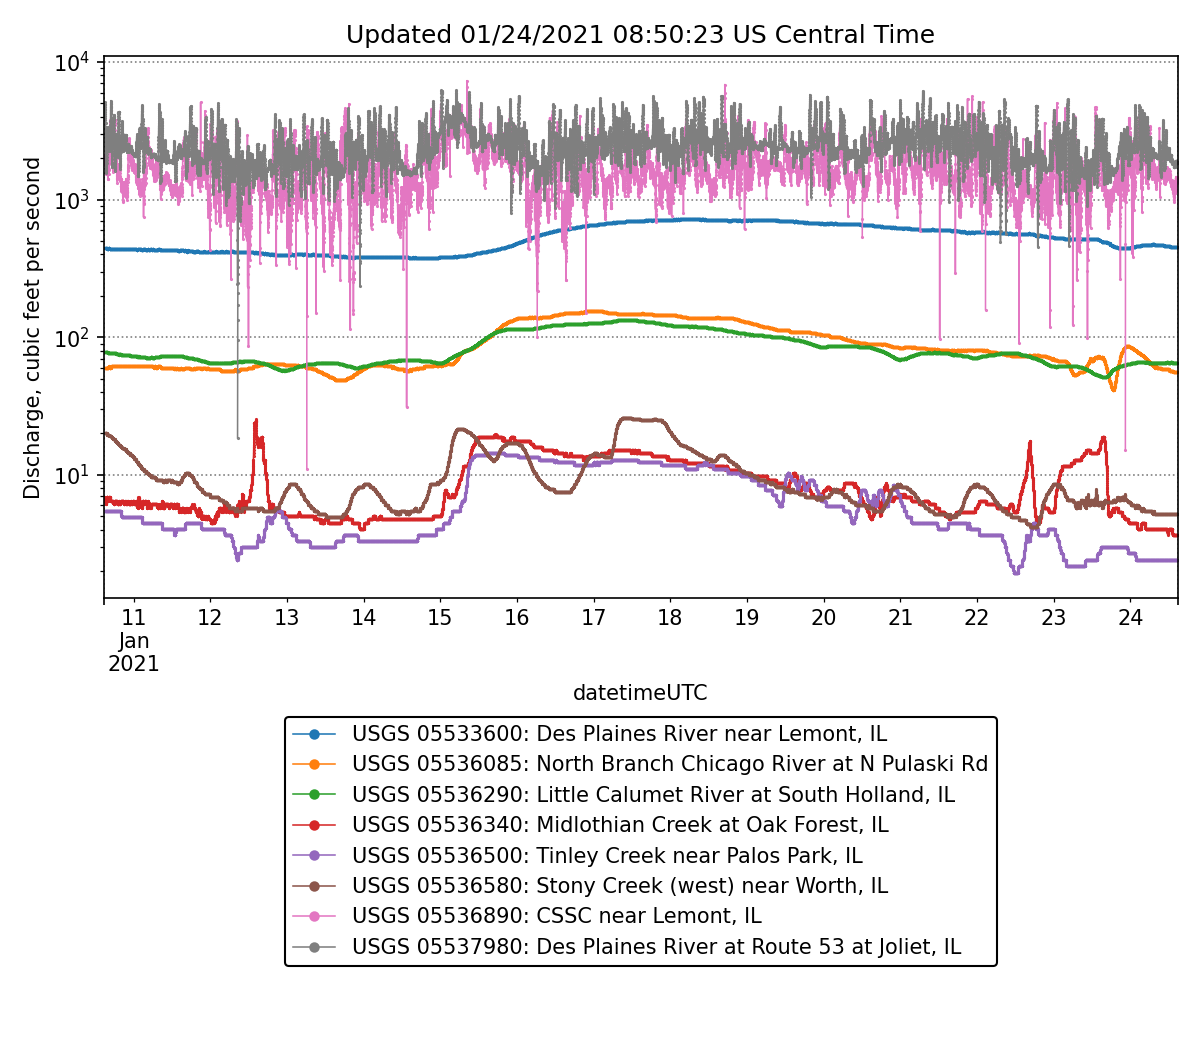 Updated 01/24/2021 08:50:23 US Central Time
Discharge, cubic feet per second
10^4
10^3
10^2
10^1
11 12 13 14 15 16 17 18 19 20 21 22 23 24
Jan
2021
datetimeUTC
USGS 05533600: Des Plaines River near Lemont, IL
USGS 05536085: North Branch Chicago River at N Pulaski Rd
USGS 05536290: Little Calumet River at South Holland, IL
USGS 05536340: Midlothian Creek at Oak Forest, IL
USGS 05536500: Tinley Creek near Palos Park, IL
USGS 05536580: Stony Creek (west) near Worth, IL
USGS 05536890: CSSC near Lemont, IL
USGS 05537980: Des Plaines River at Route 53 at Joliet, IL